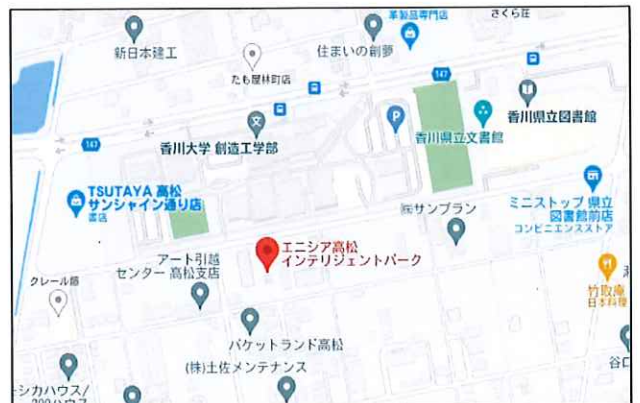 革製品専門店
さくら荘
新日本建工
住まいの創夢
たも屋林町店
147
香川県立図書館
香川大学 創造工学部
P
香川県立文書館
147
TSUTAYA 高松
サンシャイン通り店
書店
㈲サンプラン
ミニストップ 県立
図書館前店
コンビニエンスストア
エニシア高松
インテリジェントパーク
アート引越
センター 高松支店
クレール館
竹取庵
日本料理
パケットランド高松
(株)土佐メンテナンス
谷口
シカハウス/